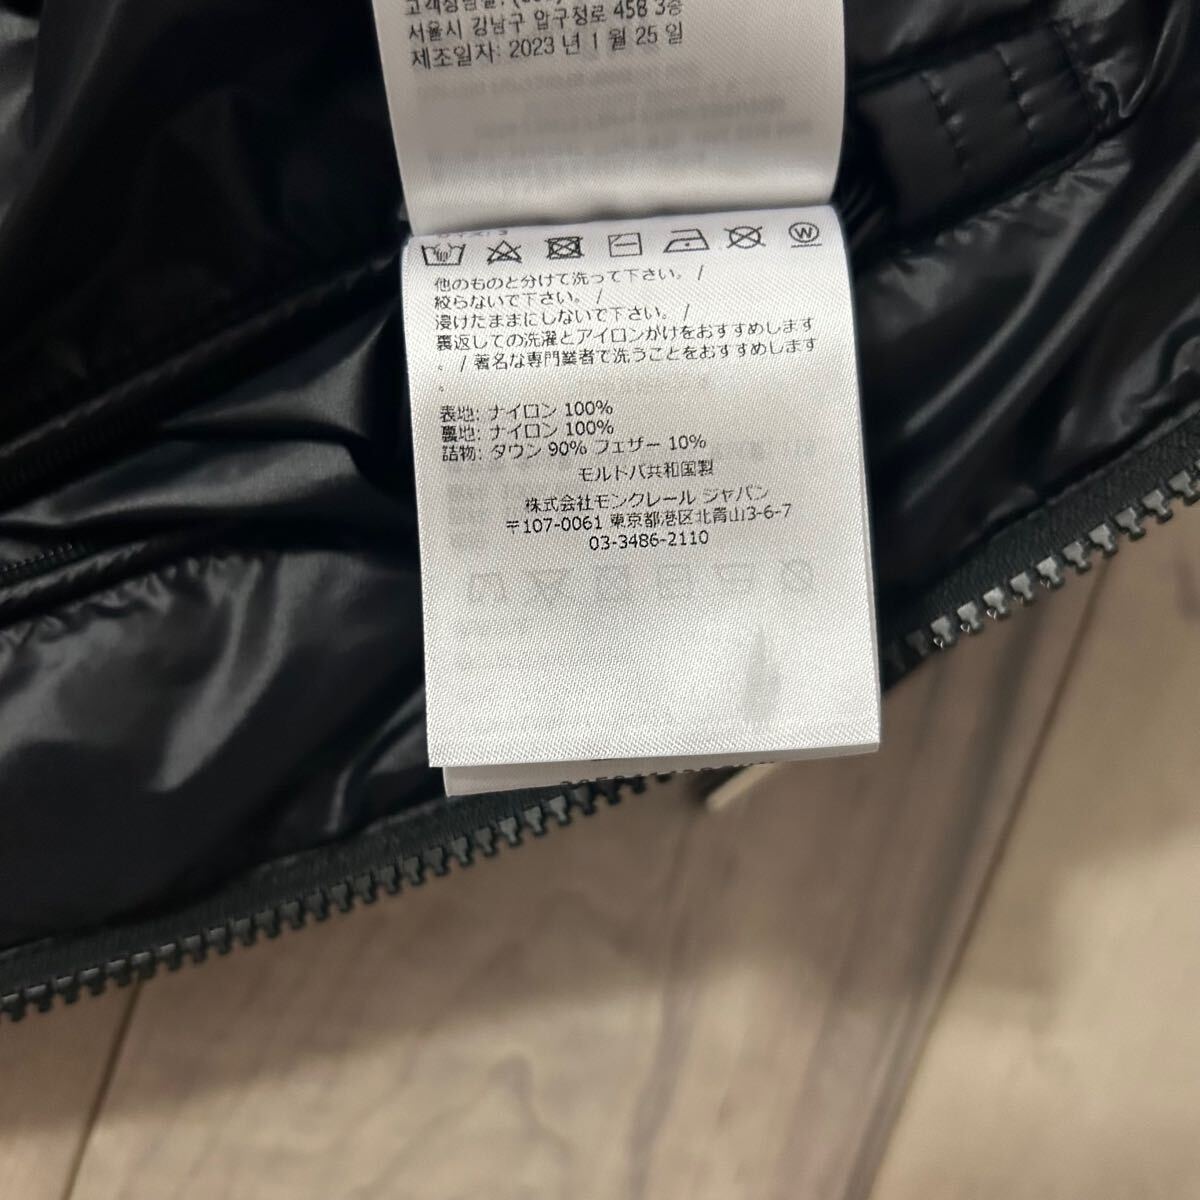 서울시 강남구 압구정로 458 3층
제조일자: 2023 년 1 월 25 일
W
他のものと分けて洗って下さい。 /
絞らないで下さい。 /
浸けたままにしないで下さい。 /
裏返しての洗濯とアイロンがけをおすすめします
。 / 著名な専門業者で洗うことをおすすめします
。
表地: ナイロン 100%
裏地: ナイロン 100%
詰物: タウン 90% フェザー 10%
モルドバ共和国製
株式会社モンクレール ジャパン
〒107-0061 東京都港区北青山3-6-7
03-3486-2110